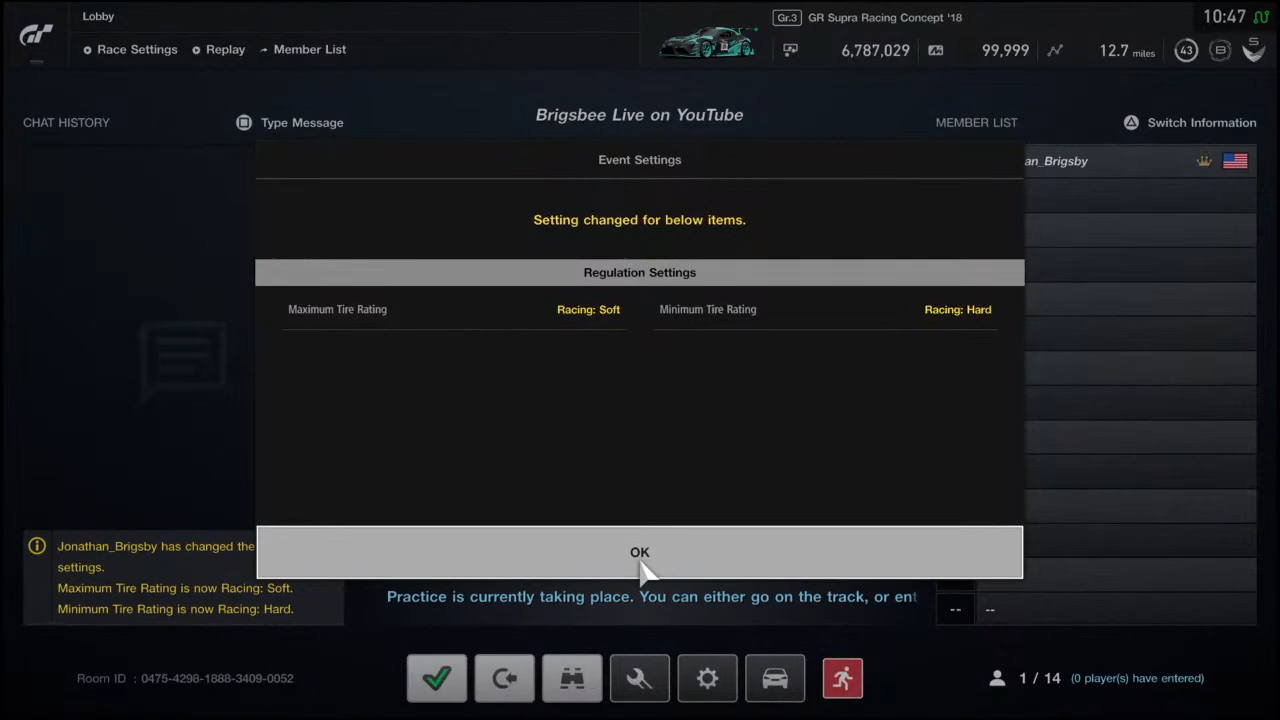 Lobby
Race Settings Replay Member List
Gr.3 GR Supra Racing Concept '18
10:47
6,787,029 99,999 12.7 miles 43 B S
CHAT HISTORY Type Message
Brigsbee Live on YouTube
MEMBER LIST Switch Information
an_Brigsby
Event Settings
Setting changed for below items.
Regulation Settings
Maximum Tire Rating Racing: Soft Minimum Tire Rating Racing: Hard
OK
Jonathan_Brigsby has changed the
settings.
Maximum Tire Rating is now Racing: Soft.
Minimum Tire Rating is now Racing: Hard.
Practice is currently taking place. You can either go on the track, or ent
-- --
Room ID : 0475-4298-1888-3409-0052
1 / 14 (0 player(s) have entered)